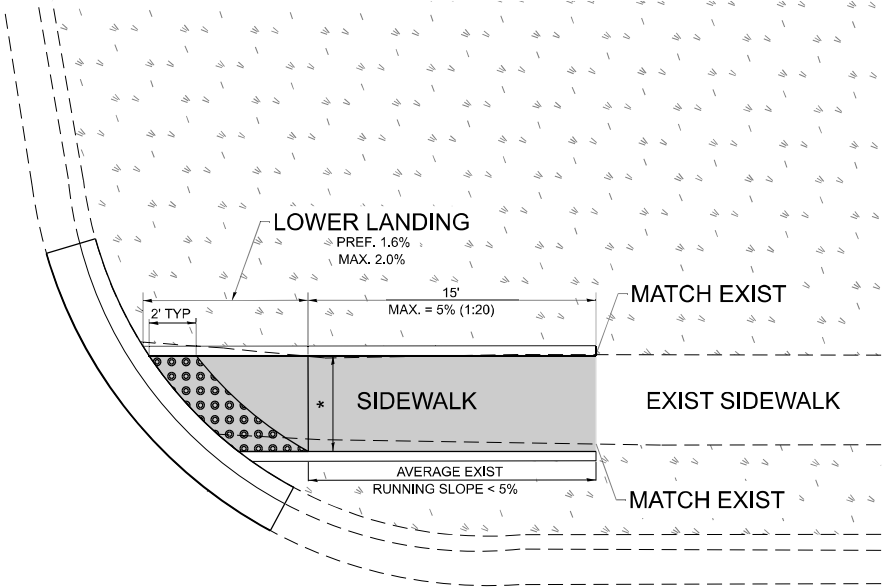 LOWER LANDING
PREF. 1.6%
MAX. 2.0%
15'
MAX. = 5% (1:20)
MATCH EXIST
2' TYP
*
SIDEWALK
EXIST SIDEWALK
AVERAGE EXIST
RUNNING SLOPE < 5%
MATCH EXIST